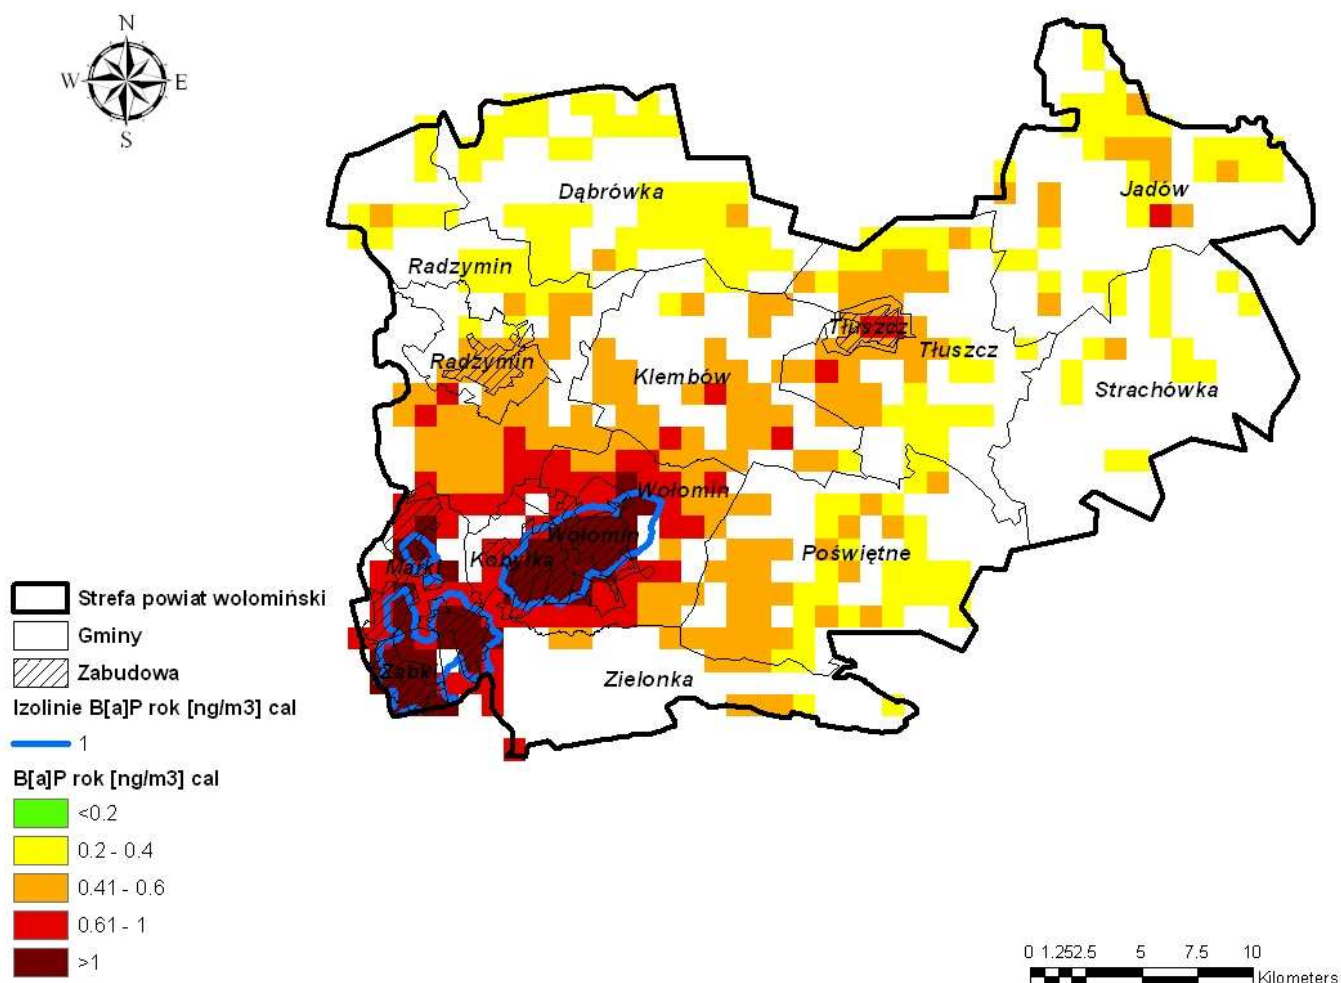 N
W E
S
Jadów
Dąbrówka
Radzymin
Tłuszcz
Tłuszcz
Radzymin
Klembów
Strachówka
Wołomin
Wołomin
Kobyłka
Poświętne
Marki
Ząbki
Zielonka
Strefa powiat wołomiński
Gminy
Zabudowa
Izolinie B[a]P rok [ng/m3] cal
1
B[a]P rok [ng/m3] cal
<0.2
0.2 - 0.4
0.41 - 0.6
0.61 - 1
>1
0 1.252.5 5 7.5 10
Kilometers